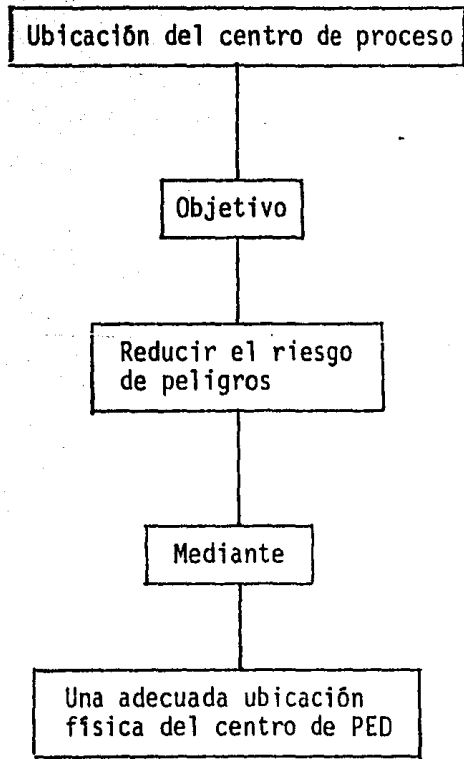 Ubicación del centro de proceso
Objetivo
Reducir el riesgo
de peligros
Mediante
Una adecuada ubicación
física del centro de PED